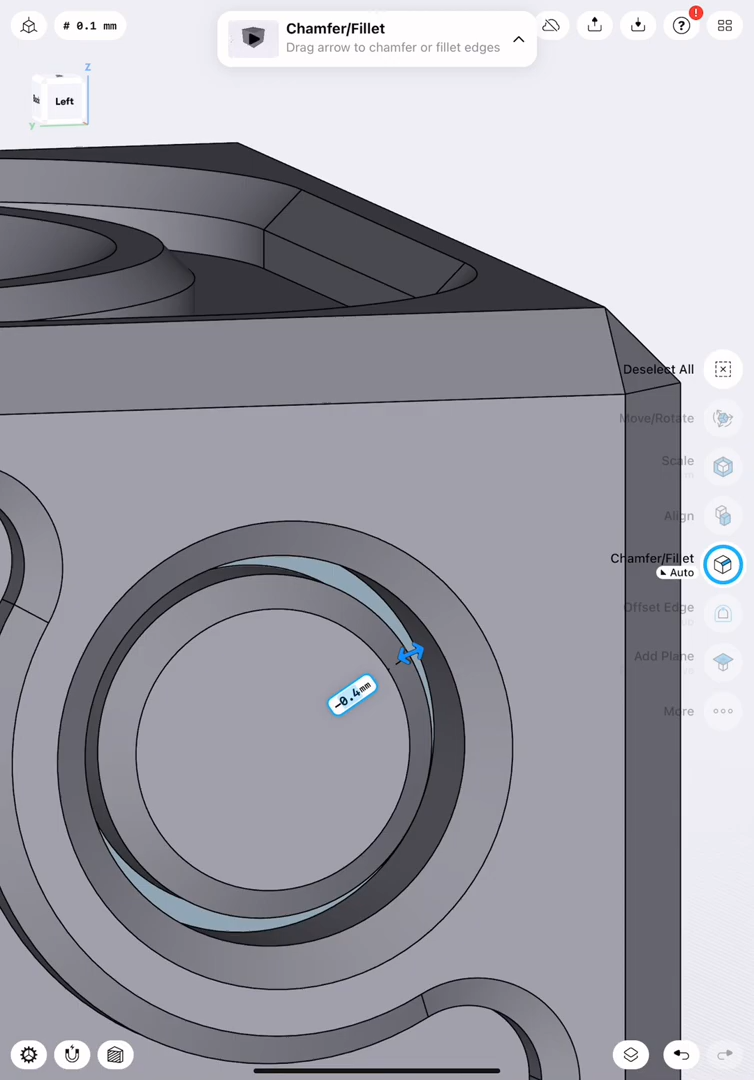 # 0.1 mm
Chamfer/Fillet
Drag arrow to chamfer or fillet edges
!
?
Z
Left
Y
Deselect All
Move/Rotate
Scale
Align
Chamfer/Fillet
Auto
Offset Edge
Add Plane
-0.4mm
More